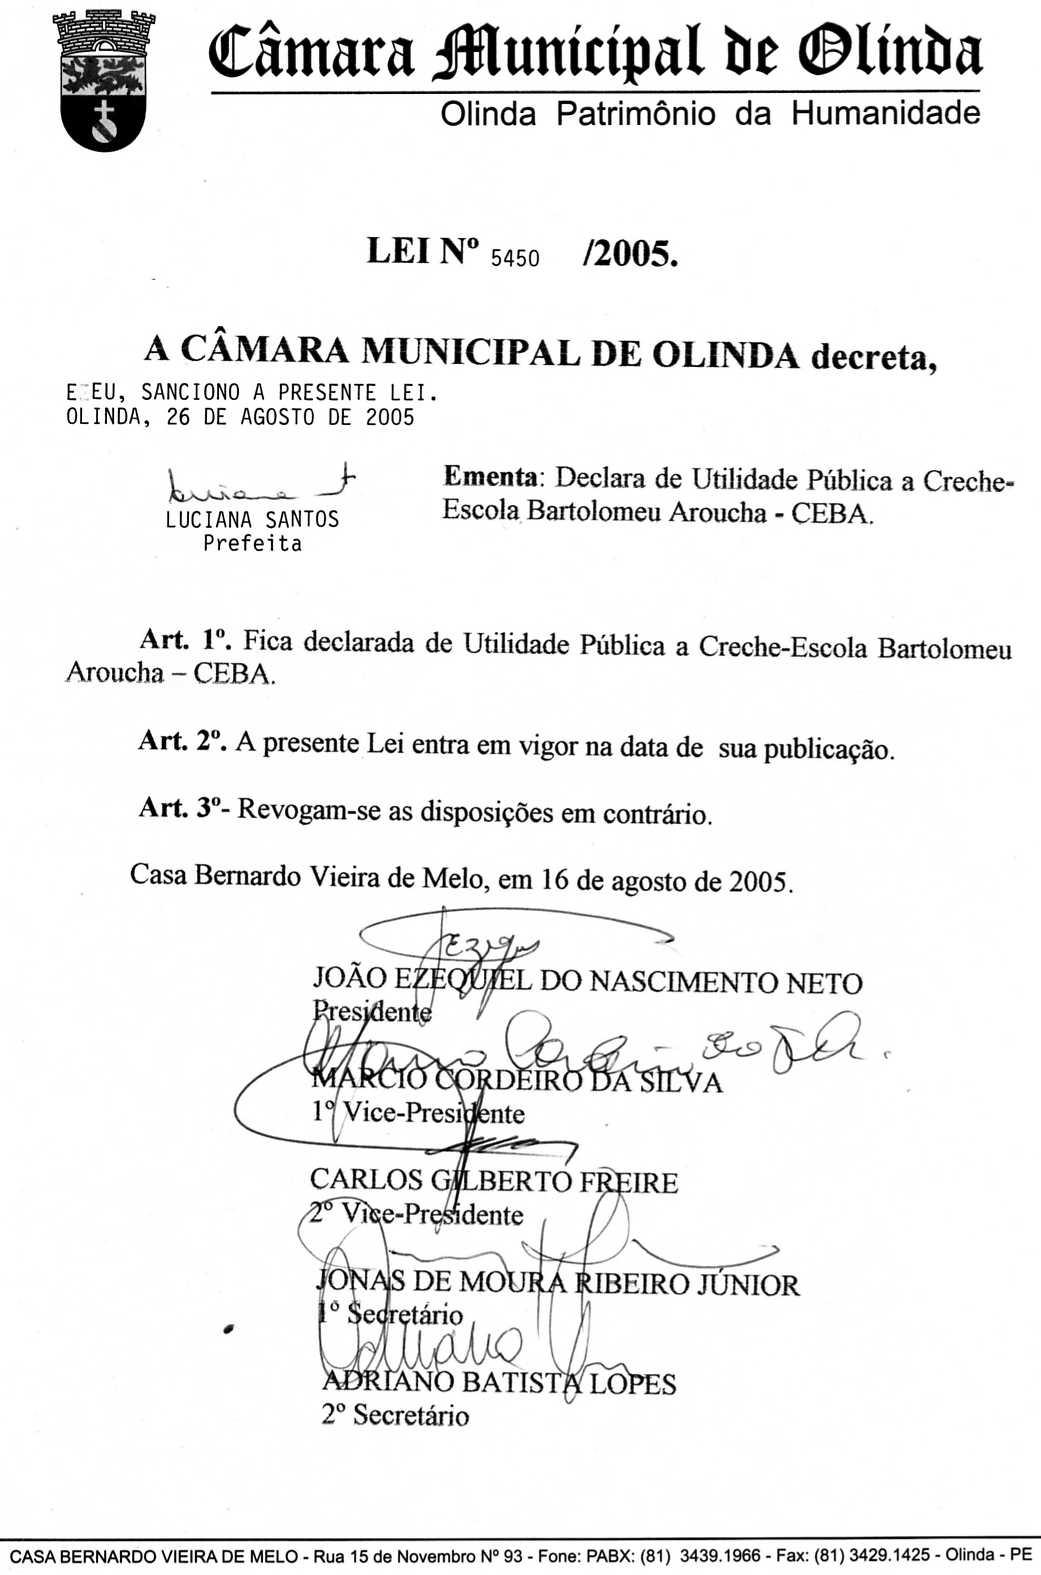 Câmara Municipal de Olinda
Olinda Patrimônio da Humanidade
LEI Nº 5450 /2005.
A CÂMARA MUNICIPAL DE OLINDA decreta,
E EU, SANCIONO A PRESENTE LEI.
OLINDA, 26 DE AGOSTO DE 2005
LUCIANA SANTOS
Prefeita
Ementa: Declara de Utilidade Pública a Creche-
Escola Bartolomeu Aroucha - CEBA.
Art. 1º. Fica declarada de Utilidade Pública a Creche-Escola Bartolomeu
Aroucha – CEBA.
Art. 2º. A presente Lei entra em vigor na data de sua publicação.
Art. 3º- Revogam-se as disposições em contrário.
Casa Bernardo Vieira de Melo, em 16 de agosto de 2005.
JOÃO EZEQUIEL DO NASCIMENTO NETO
Presidente
MARCIO CORDEIRO DA SILVA
1º Vice-Presidente
CARLOS GILBERTO FREIRE
2º Vice-Presidente
JONAS DE MOURA RIBEIRO JÚNIOR
1º Secretário
ADRIANO BATISTA LOPES
2º Secretário
CASA BERNARDO VIEIRA DE MELO - Rua 15 de Novembro Nº 93 - Fone: PABX: (81) 3439.1966 - Fax: (81) 3429.1425 - Olinda - PE